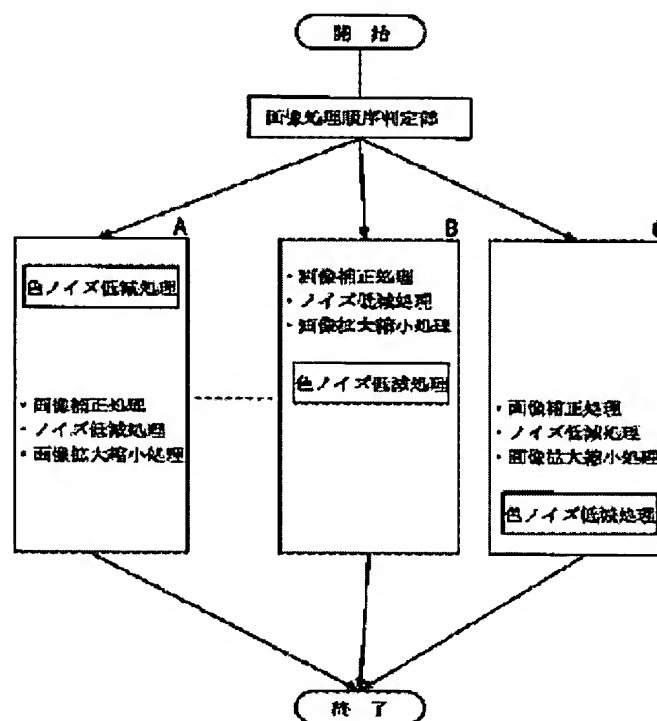 開 始
画像処理順序判定部
A
色ノイズ低減処理
・画像補正処理
・ノイズ低減処理
・画像拡大縮小処理
B
・画像補正処理
・ノイズ低減処理
・画像拡大縮小処理
色ノイズ低減処理
・画像補正処理
・ノイズ低減処理
・画像拡大縮小処理
色ノイズ低減処理
終 了